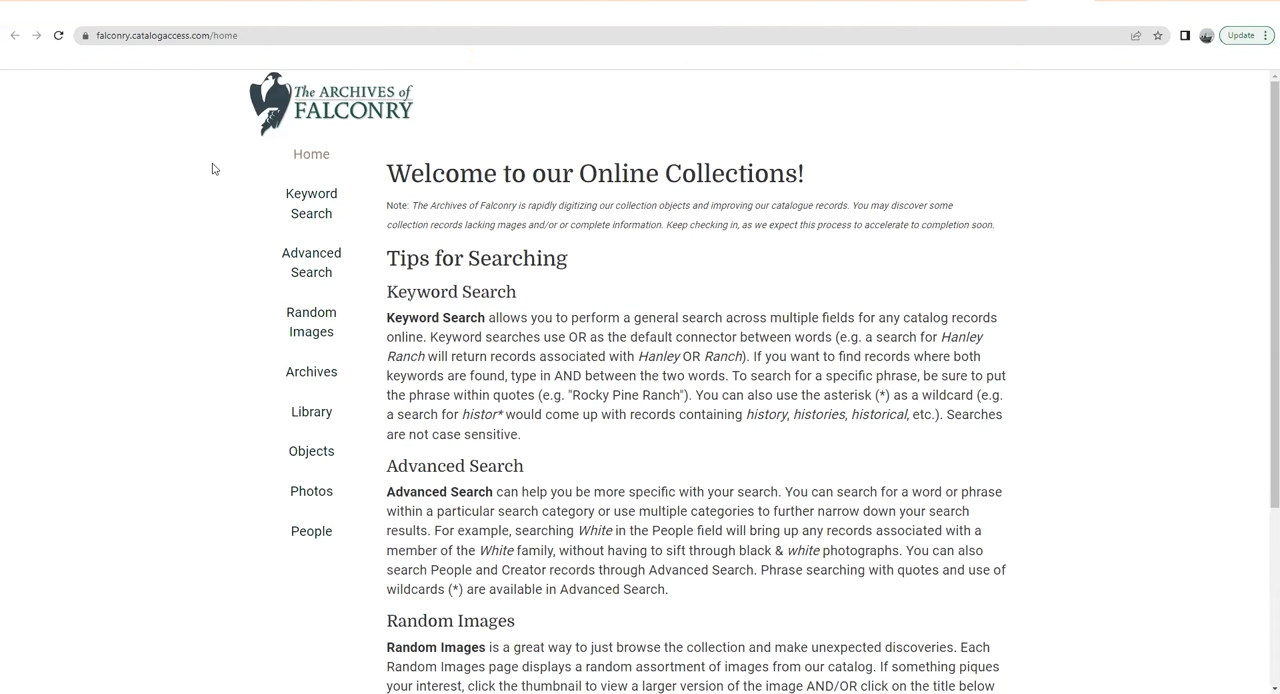 falconry.catalogaccess.com/home
Update
The ARCHIVES of
FALCONRY
Home
Keyword
Search
Advanced
Search
Random
Images
Archives
Library
Objects
Photos
People
Welcome to our Online Collections!
Note: The Archives of Falconry is rapidly digitizing our collection objects and improving our catalogue records. You may discover some
collection records lacking mages and/or or complete information. Keep checking in, as we expect this process to accelerate to completion soon.
Tips for Searching
Keyword Search
Keyword Search allows you to perform a general search across multiple fields for any catalog records
online. Keyword searches use OR as the default connector between words (e.g. a search for Hanley
Ranch will return records associated with Hanley OR Ranch). If you want to find records where both
keywords are found, type in AND between the two words. To search for a specific phrase, be sure to put
the phrase within quotes (e.g. "Rocky Pine Ranch"). You can also use the asterisk (*) as a wildcard (e.g.
a search for histor* would come up with records containing history, histories, historical, etc.). Searches
are not case sensitive.
Advanced Search
Advanced Search can help you be more specific with your search. You can search for a word or phrase
within a particular search category or use multiple categories to further narrow down your search
results. For example, searching White in the People field will bring up any records associated with a
member of the White family, without having to sift through black & white photographs. You can also
search People and Creator records through Advanced Search. Phrase searching with quotes and use of
wildcards (*) are available in Advanced Search.
Random Images
Random Images is a great way to just browse the collection and make unexpected discoveries. Each
Random Images page displays a random assortment of images from our catalog. If something piques
your interest, click the thumbnail to view a larger version of the image AND/OR click on the title below